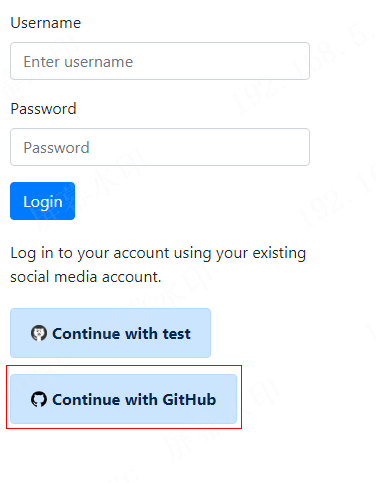 Username
Enter username
Password
Password
Login
Log in to your account using your existing
social media account.
Continue with test
Continue with GitHub